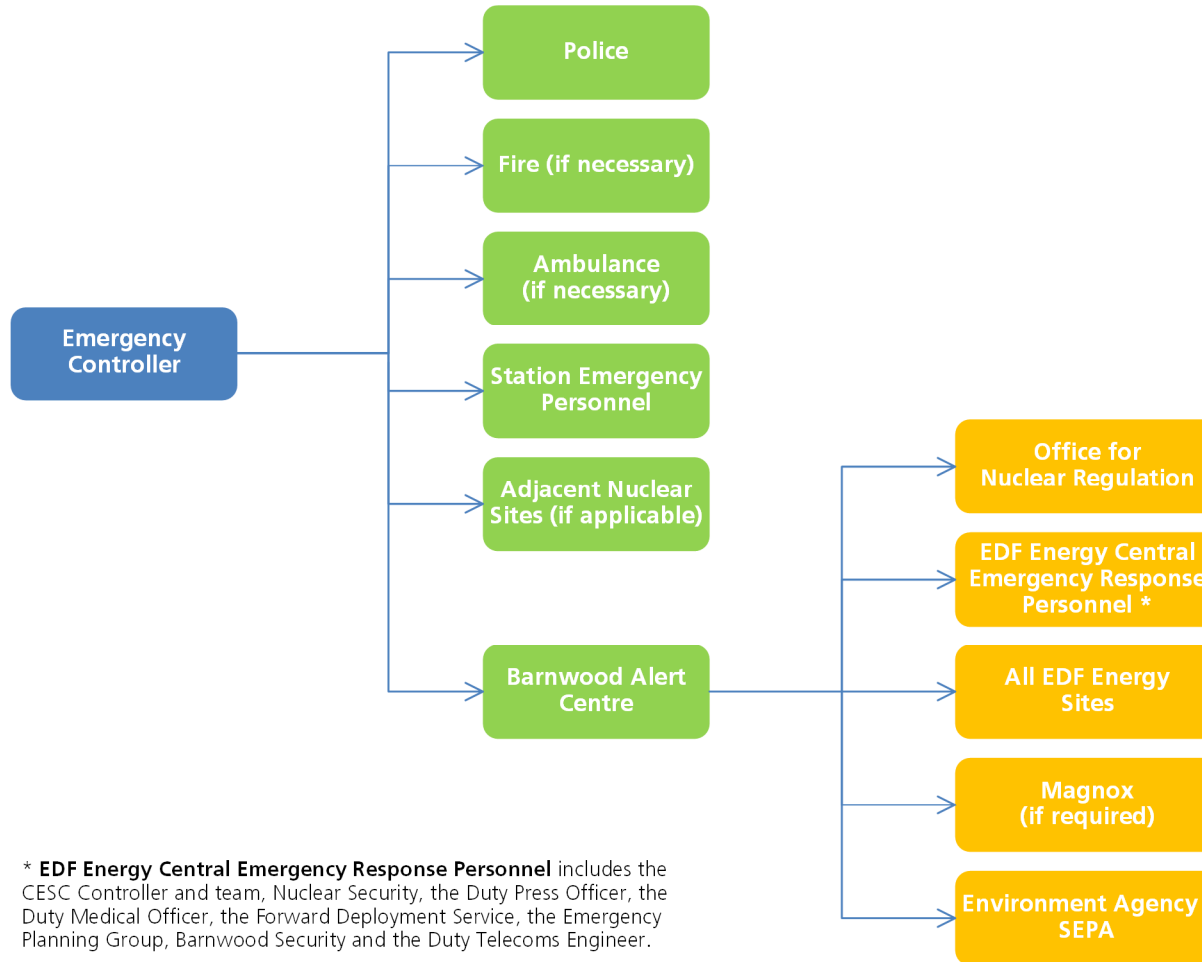 Police
Fire (if necessary)
Ambulance
(if necessary)
Emergency
Controller
Station Emergency
Personnel
Adjacent Nuclear
Sites (if applicable)
Barnwood Alert
Centre
Office for
Nuclear Regulation
EDF Energy Central
Emergency Response
Personnel *
All EDF Energy
Sites
Magnox
(if required)
Environment Agency
SEPA
* EDF Energy Central Emergency Response Personnel includes the
CESC Controller and team, Nuclear Security, the Duty Press Officer, the
Duty Medical Officer, the Forward Deployment Service, the Emergency
Planning Group, Barnwood Security and the Duty Telecoms Engineer.